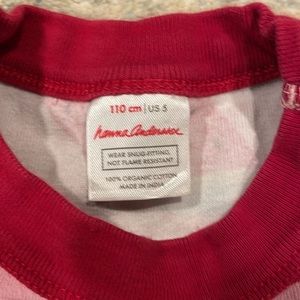 110 cm | US 5
hanna andersson
WEAR SNUG-FITTING,
NOT FLAME RESISTANT
100% ORGANIC COTTON
MADE IN INDIA